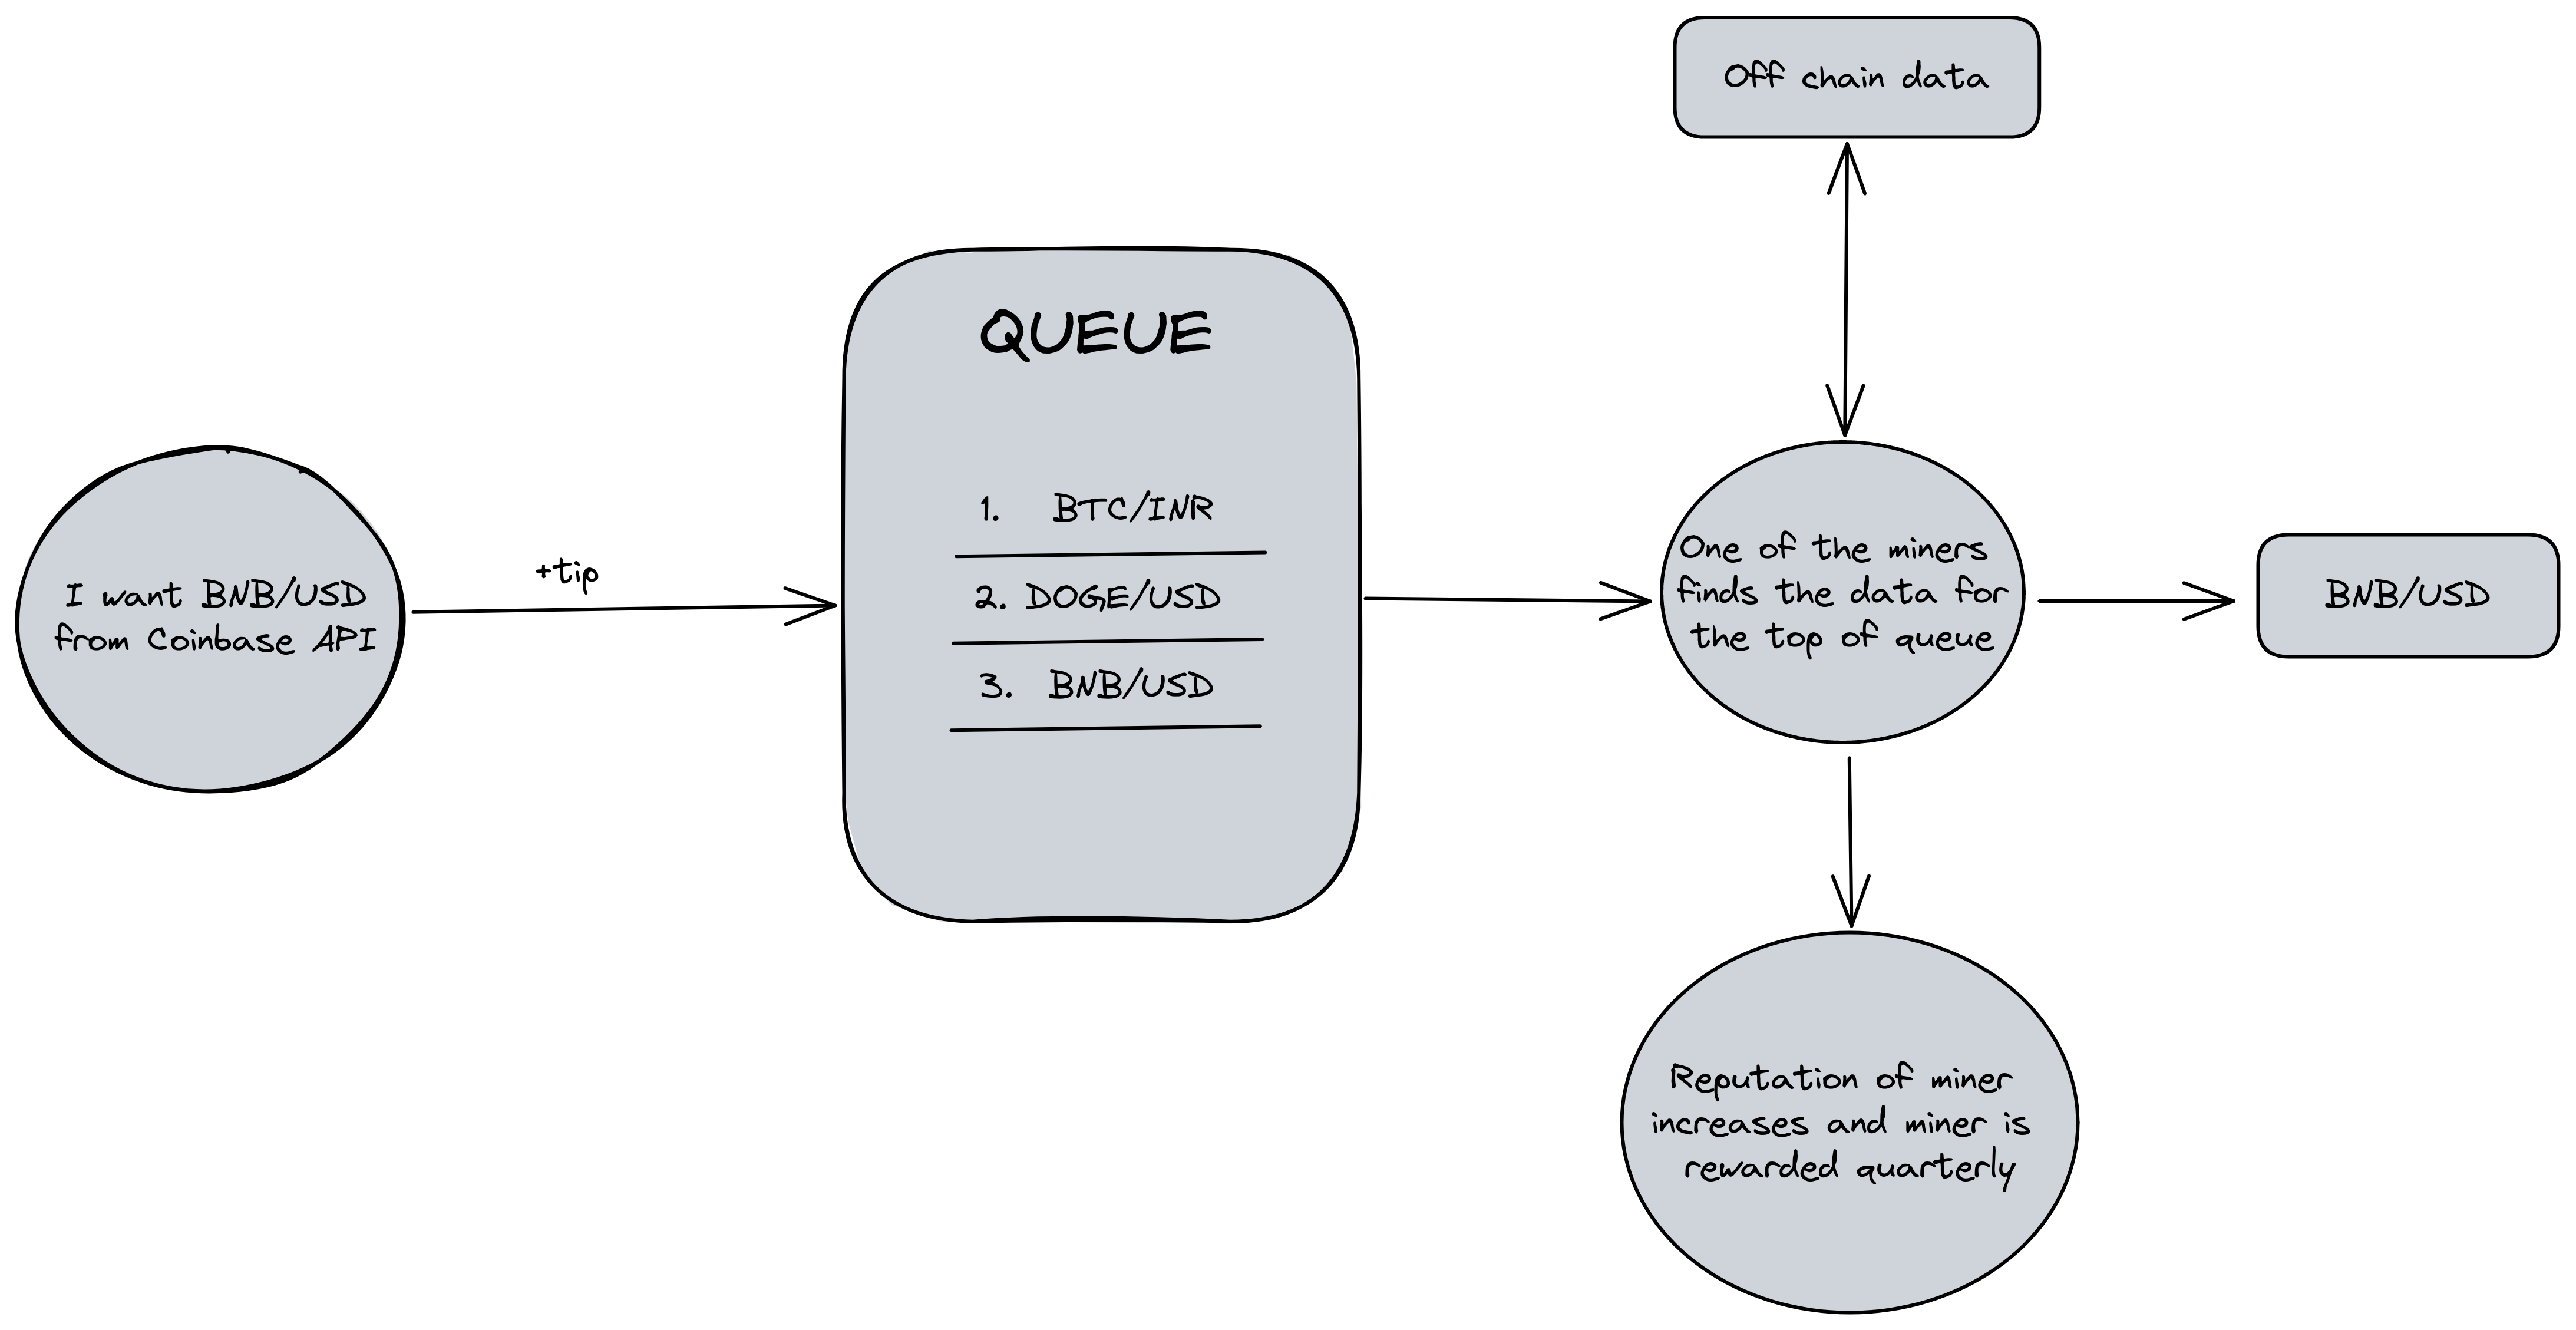 Off chain data
QUEUE
1. BTC/INR
2. DOGE/USD
3. BNB/USD
I want BNB/USD
from Coinbase API
+tip
One of the miners
finds the data for
the top of queue
BNB/USD
Reputation of miner
increases and miner is
rewarded quarterly